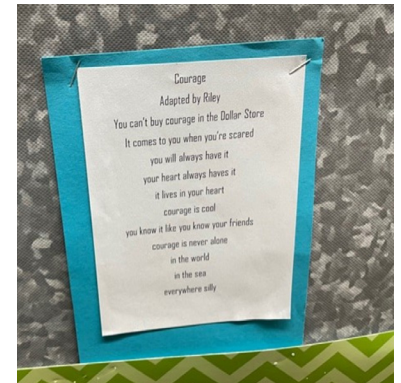 Courage
Adapted by Riley
You can't buy courage in the Dollar Store
It comes to you when you're scared
you will always have it
your heart always haves it
it lives in your heart
courage is cool
you know it like you know your friends
courage is never alone
in the world
in the sea
everywhere silly